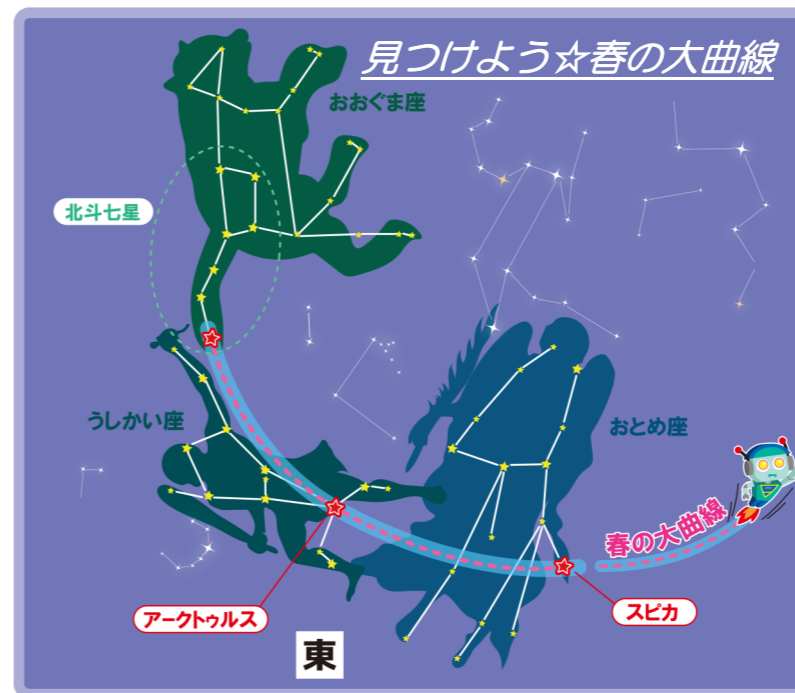 見つけよう☆春の大曲線
おおぐま座
北斗七星
うしかい座
おとめ座
春の大曲線
アークトゥルス
スピカ
東